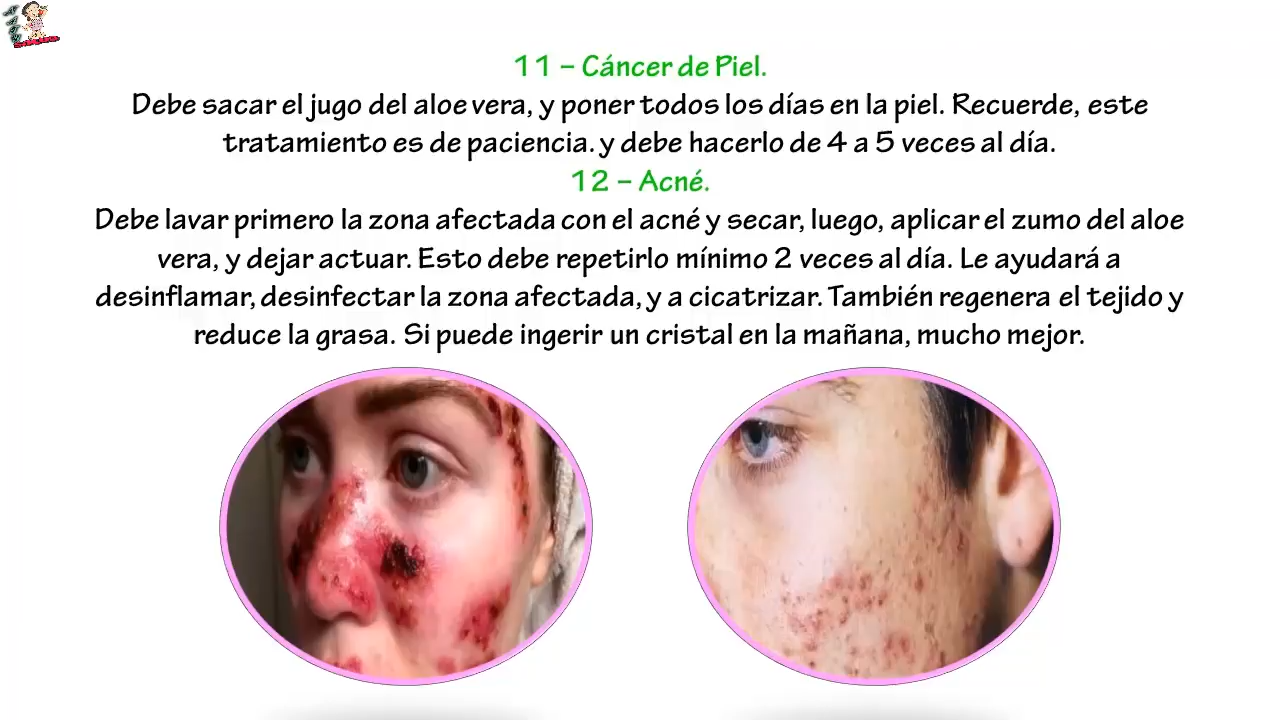 11 – Cáncer de Piel.
Debe sacar el jugo del aloe vera, y poner todos los días en la piel. Recuerde, este
tratamiento es de paciencia. y debe hacerlo de 4 a 5 veces al día.
12 – Acné.
Debe lavar primero la zona afectada con el acné y secar, luego, aplicar el zumo del aloe
vera, y dejar actuar. Esto debe repetirlo mínimo 2 veces al día. Le ayudará a
desinflamar, desinfectar la zona afectada, y a cicatrizar. También regenera el tejido y
reduce la grasa. Si puede ingerir un cristal en la mañana, mucho mejor.